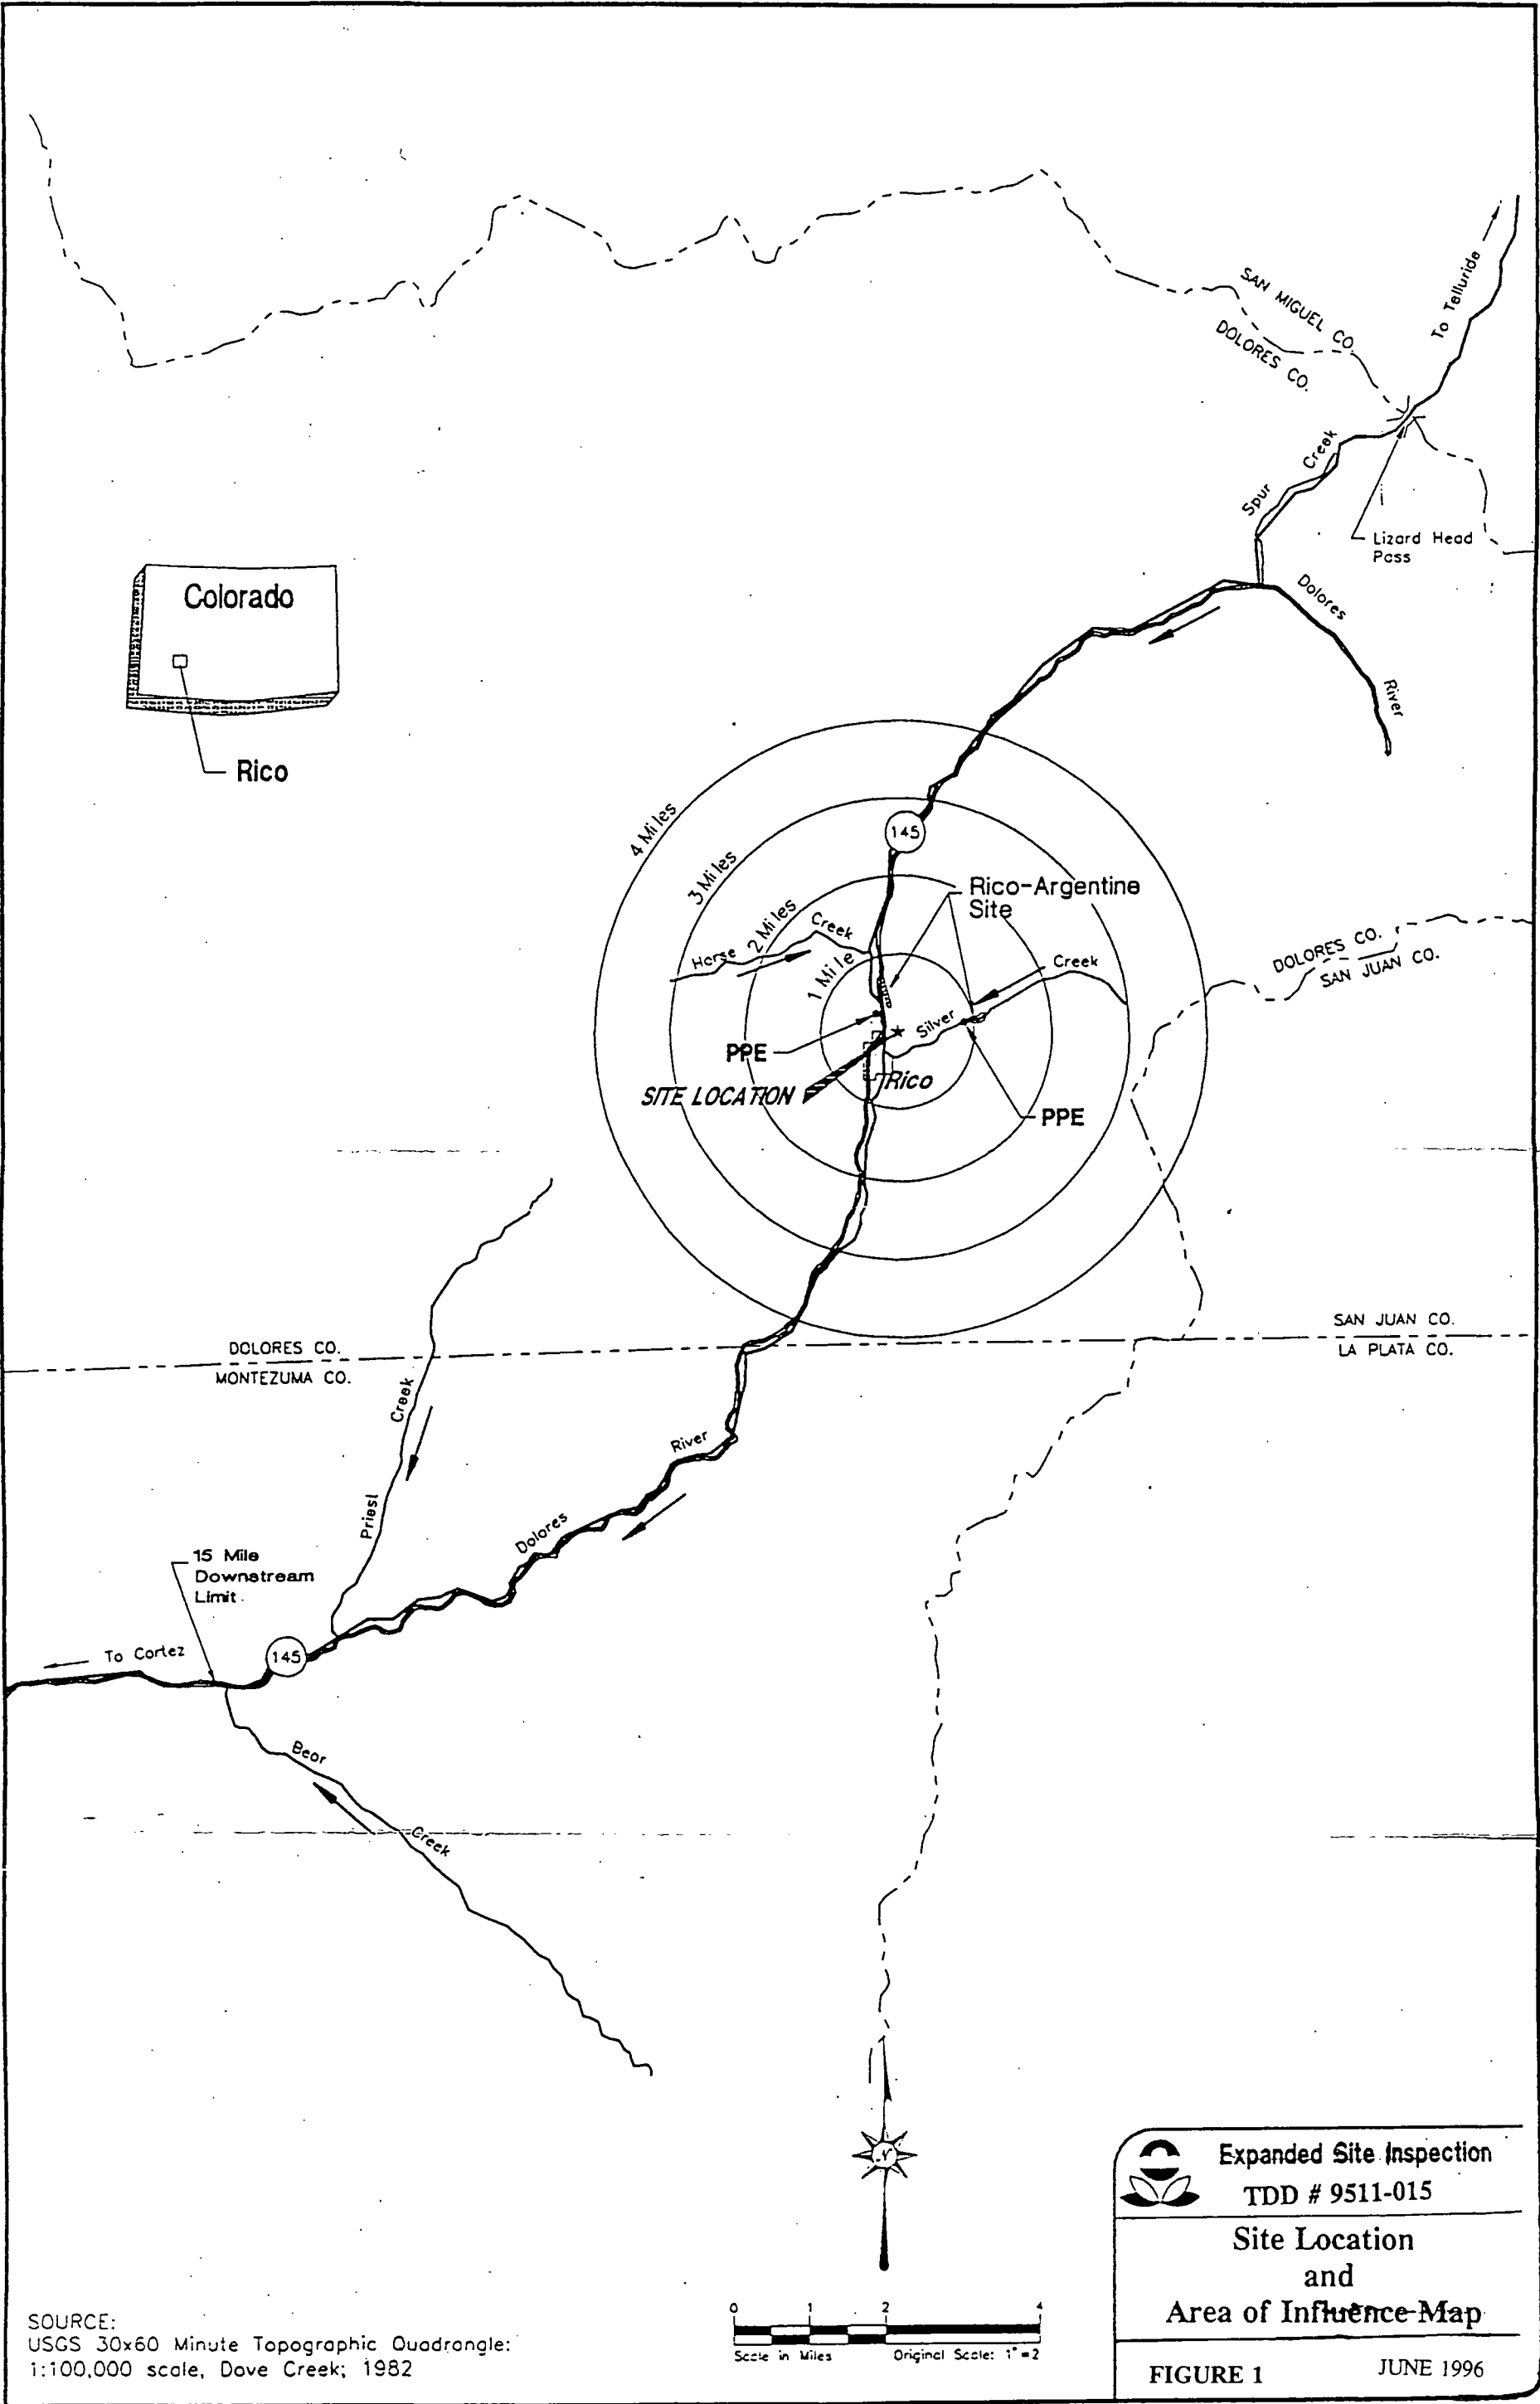 SAN MIGUEL CO.
DOLORES CO.
To Telluride
Spur Creek
Lizard Head
Pass
Dolores
River
Colorado
Rico
4 Miles
3 Miles
2 Miles
1 Mile
145
Rico-Argentine
Site
Horse Creek
Silver Creek
PPE
SITE LOCATION
Rico
PPE
DOLORES CO.
SAN JUAN CO.
DOLORES CO.
MONTEZUMA CO.
SAN JUAN CO.
LA PLATA CO.
Priest Creek
Dolores River
15 Mile
Downstream
Limit
To Cortez
145
Bear Creek
N
Expanded Site Inspection
TDD # 9511-015
Site Location
and
Area of Influence Map
FIGURE 1 JUNE 1996
0 1 2 4
Scale in Miles Original Scale: 1"=2
SOURCE:
USGS 30x60 Minute Topographic Quadrangle:
1:100,000 scale, Dove Creek; 1982